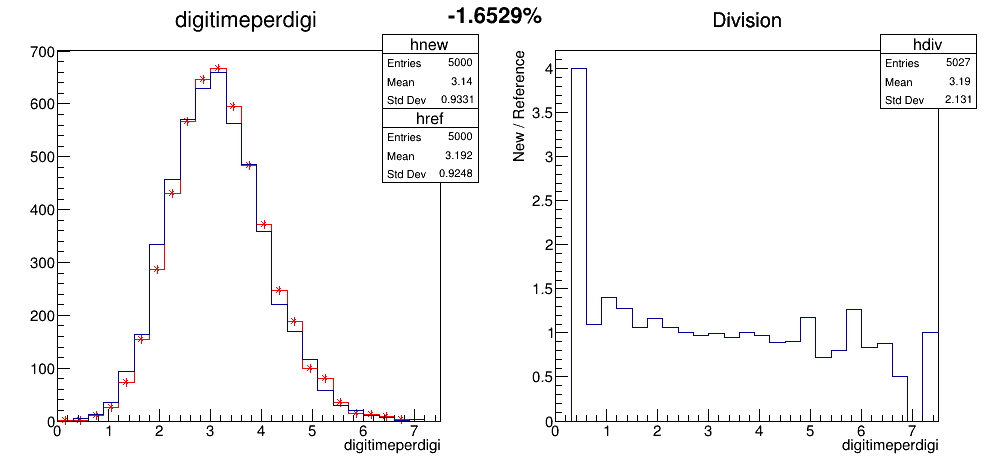 digitimeperdigi
-1.6529%
Division
hnew
Entries 5000
Mean 3.14
Std Dev 0.9331
href
Entries 5000
Mean 3.192
Std Dev 0.9248
hdiv
Entries 5027
Mean 3.19
Std Dev 2.131
700
600
500
400
300
200
100
0
0 1 2 3 4 5 6 7
digitimeperdigi
New / Reference
4
3.5
3
2.5
2
1.5
1
0.5
0
0 1 2 3 4 5 6 7
digitimeperdigi